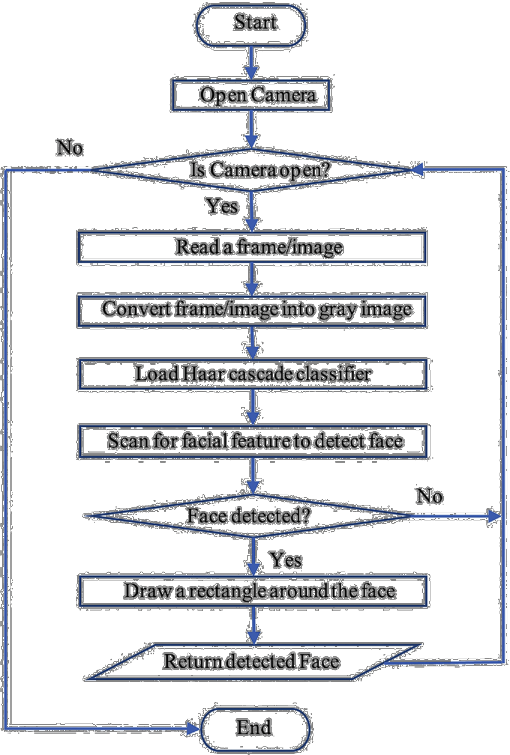 Start
Open Camera
No
Is Camera open?
Yes
Read a frame/image
Convert frame/image into gray image
Load Haar cascade classifier
Scan for facial feature to detect face
No
Face detected?
Yes
Draw a rectangle around the face
Return detected Face
End